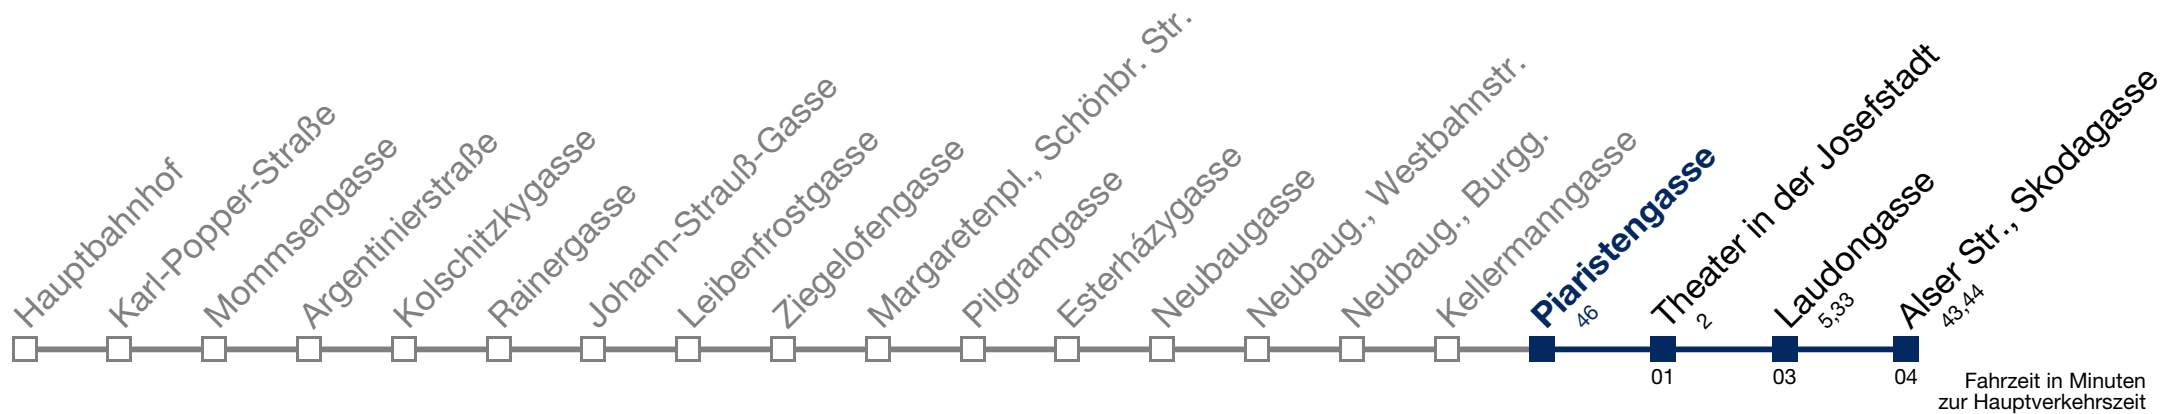 Hauptbahnhof
Karl-Popper-Straße
Mommsengasse
Argentinierstraße
Kolschitzkygasse
Rainergasse
Johann-Strauß-Gasse
Leibenfrostgasse
Ziegelofengasse
Margaretenpl., Schönbr. Str.
Pilgramgasse
Esterházygasse
Neubaugasse
Neubaug., Westbahnstr.
Neubaug., Burgg.
Kellermanngasse
Piaristengasse
46
Theater in der Josefstadt
2
Laudongasse
5,33
Alser Str., Skodagasse
43,44
01
03
04
Fahrzeit in Minuten
zur Hauptverkehrszeit